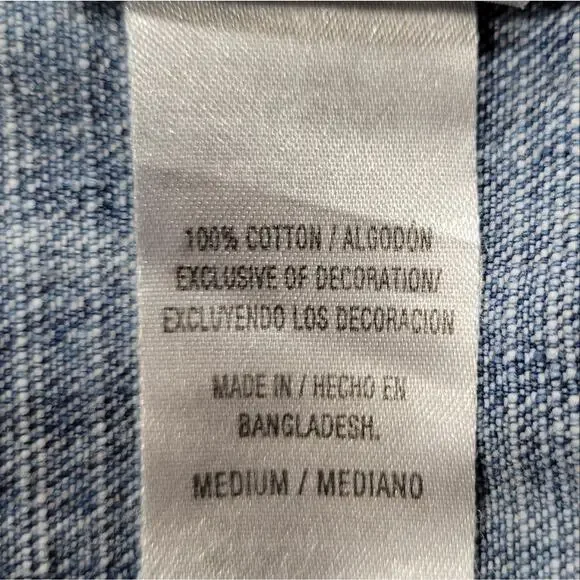 100% COTTON / ALGODÓN
EXCLUSIVE OF DECORATION/
EXCLUYENDO LOS DECORACION
MADE IN / HECHO EN
BANGLADESH.
MEDIUM / MEDIANO